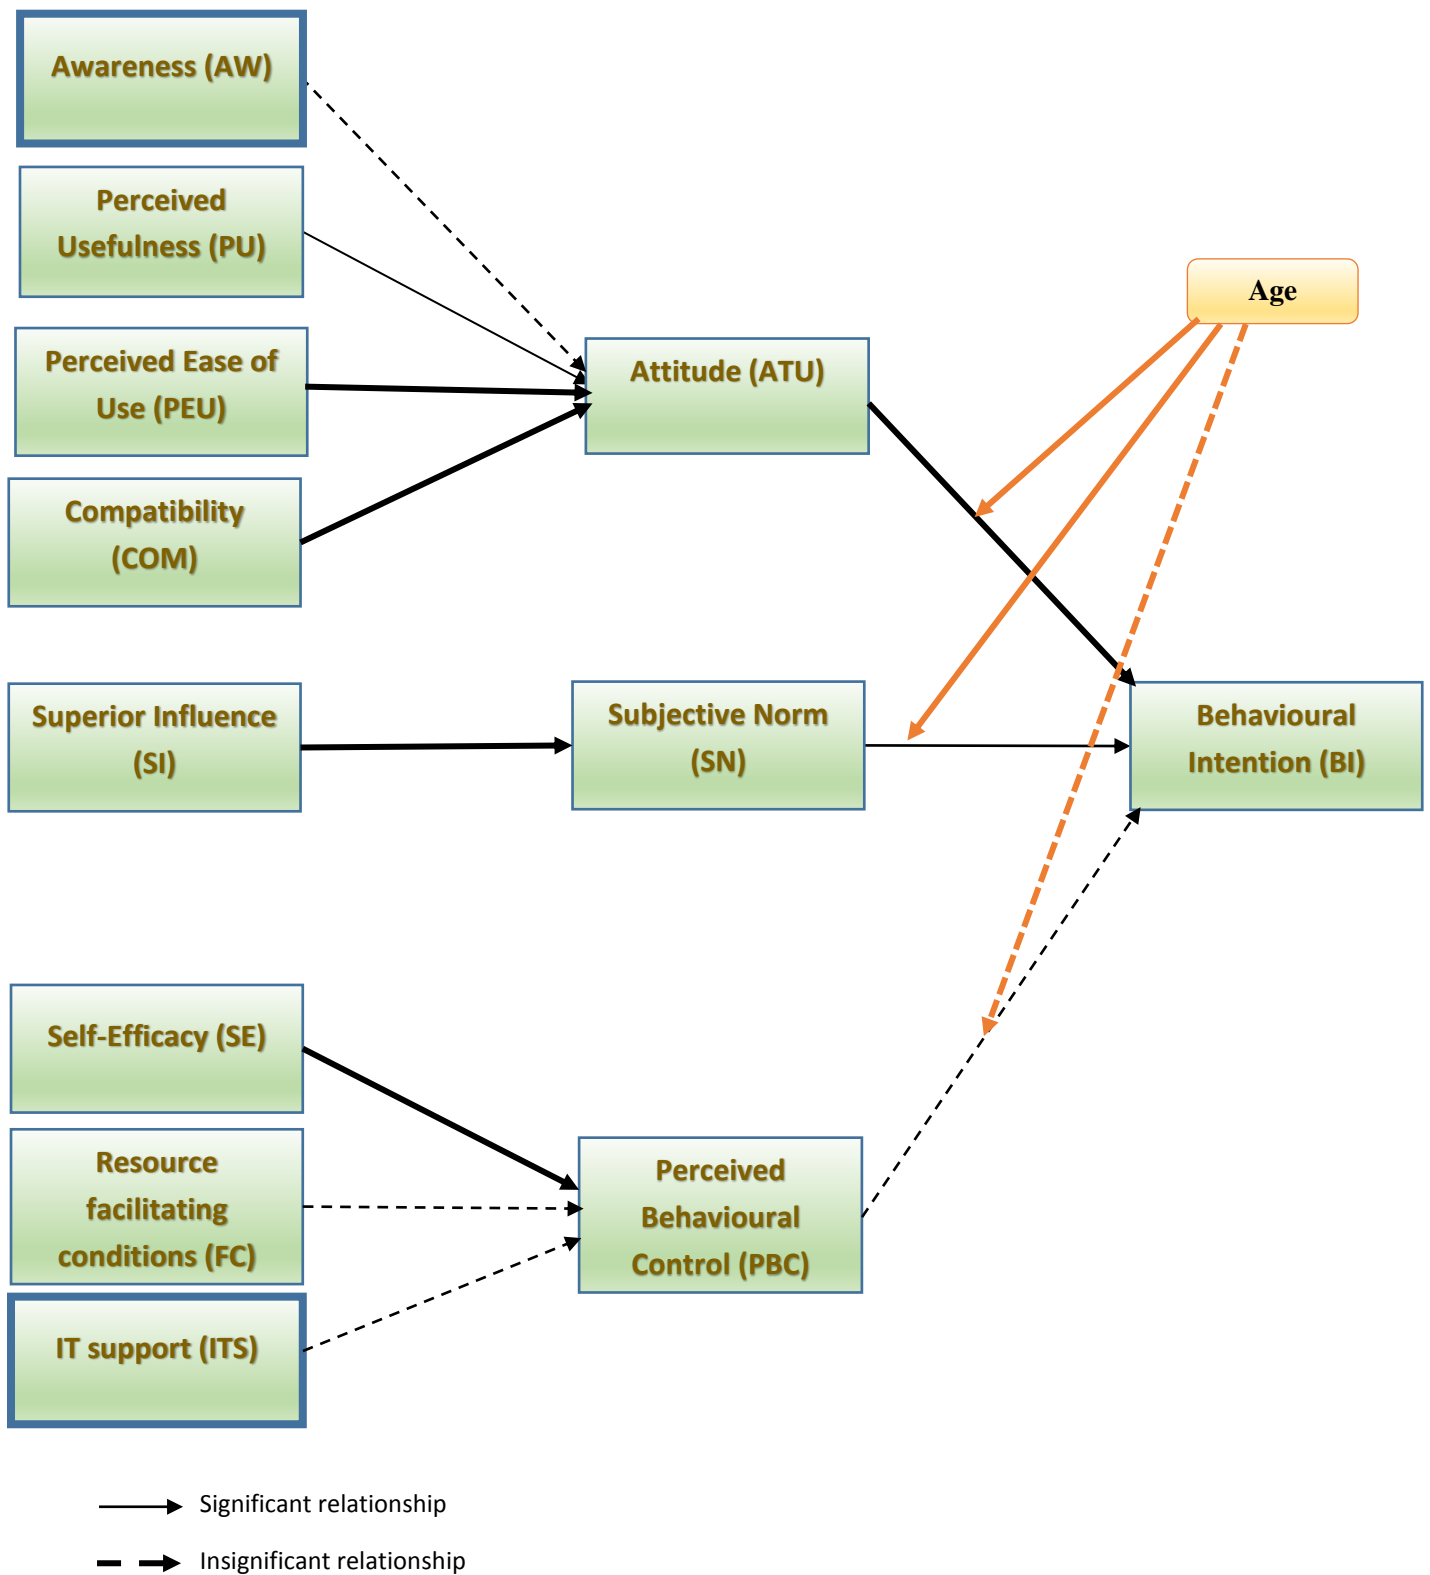 Awareness (AW)
Perceived
Usefulness (PU)
Age
Perceived Ease of
Use (PEU)
Attitude (ATU)
Compatibility
(COM)
Superior Influence
(SI)
Subjective Norm
(SN)
Behavioural
Intention (BI)
Self-Efficacy (SE)
Resource
facilitating
conditions (FC)
Perceived
Behavioural
Control (PBC)
IT support (ITS)
Significant relationship
Insignificant relationship